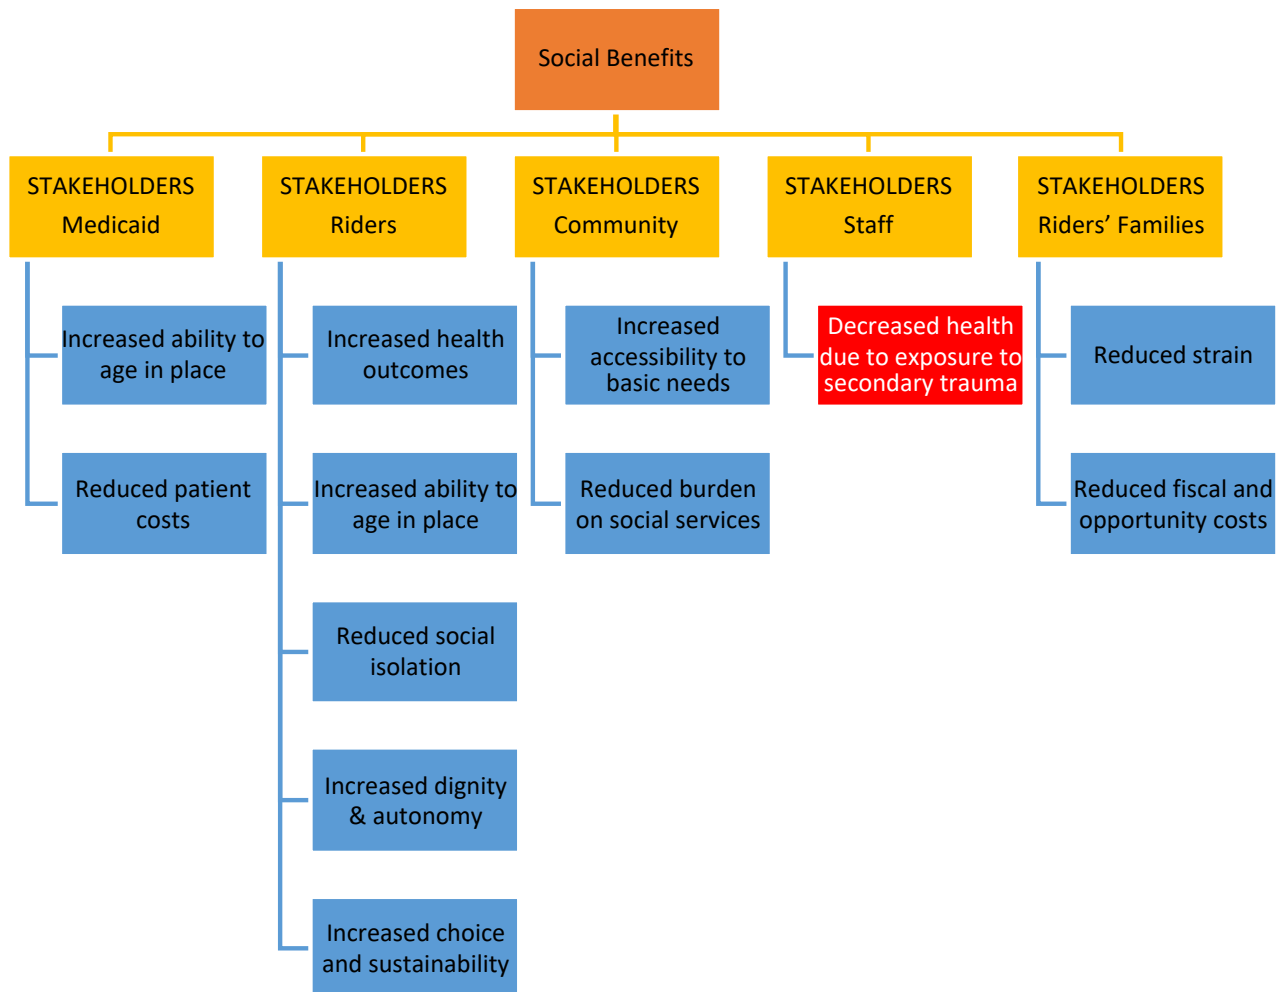 Social Benefits
STAKEHOLDERS
Medicaid
STAKEHOLDERS
Riders
STAKEHOLDERS
Community
STAKEHOLDERS
Staff
STAKEHOLDERS
Riders’ Families
Increased ability to
age in place
Reduced patient
costs
Increased health
outcomes
Increased ability to
age in place
Reduced social
isolation
Increased dignity
& autonomy
Increased choice
and sustainability
Increased
accessibility to
basic needs
Reduced burden
on social services
Decreased health
due to exposure to
secondary trauma
Reduced strain
Reduced fiscal and
opportunity costs